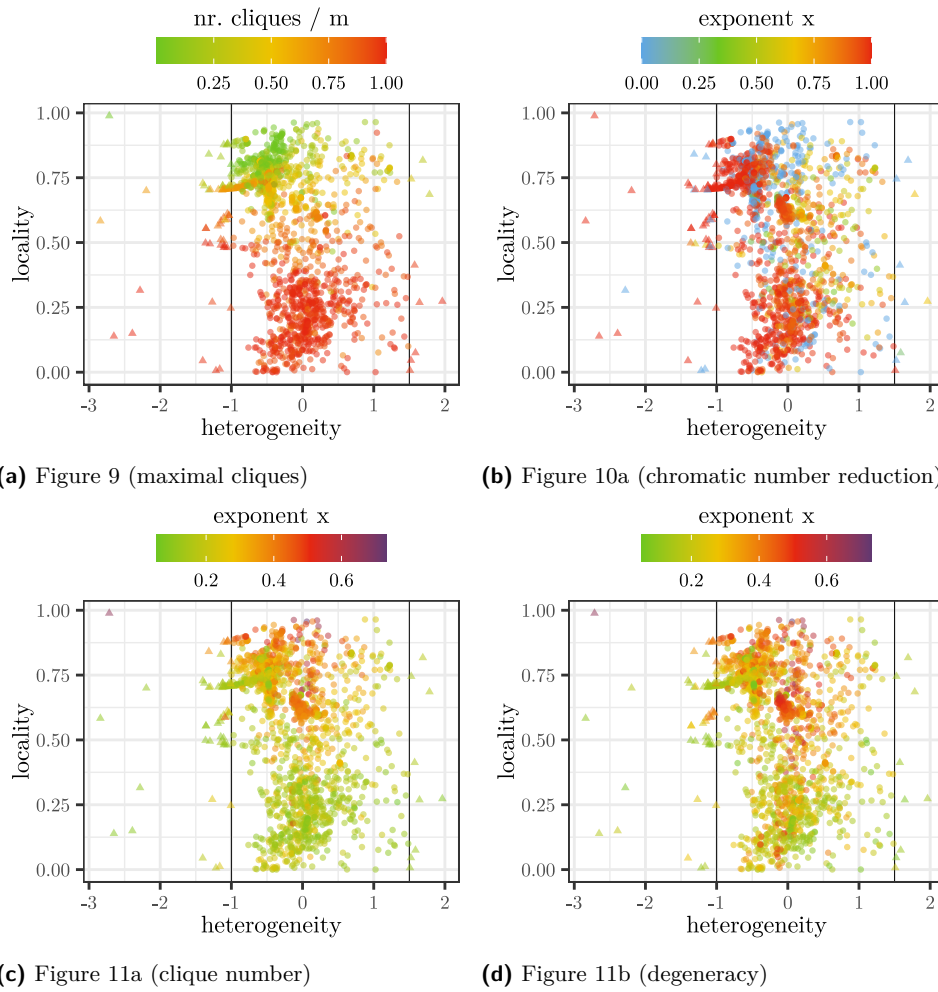 nr. cliques / m
exponent x
0.25 0.50 0.75 1.00
0.00 0.25 0.50 0.75 1.00
1.00
0.75
0.50
0.25
0.00
locality
-3 -2 -1 0 1 2
heterogeneity
1.00
0.75
0.50
0.25
0.00
locality
-3 -2 -1 0 1 2
heterogeneity
(a) Figure 9 (maximal cliques)
(b) Figure 10a (chromatic number reduction)
exponent x
exponent x
0.2 0.4 0.6
0.2 0.4 0.6
1.00
0.75
0.50
0.25
0.00
locality
-3 -2 -1 0 1 2
heterogeneity
1.00
0.75
0.50
0.25
0.00
locality
-3 -2 -1 0 1 2
heterogeneity
(c) Figure 11a (clique number)
(d) Figure 11b (degeneracy)